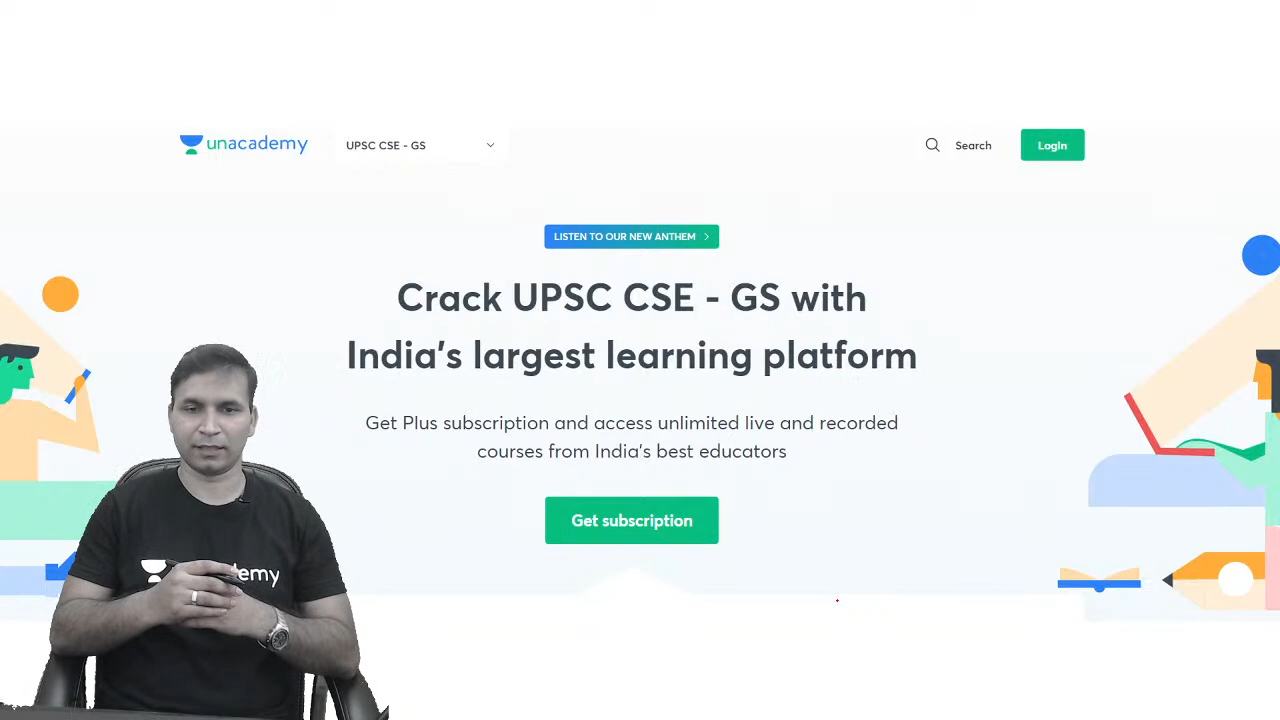 unacademy
UPSC CSE - GS
Search
Login
LISTEN TO OUR NEW ANTHEM
Crack UPSC CSE - GS with
India's largest learning platform
Get Plus subscription and access unlimited live and recorded
courses from India's best educators
Get subscription
emy